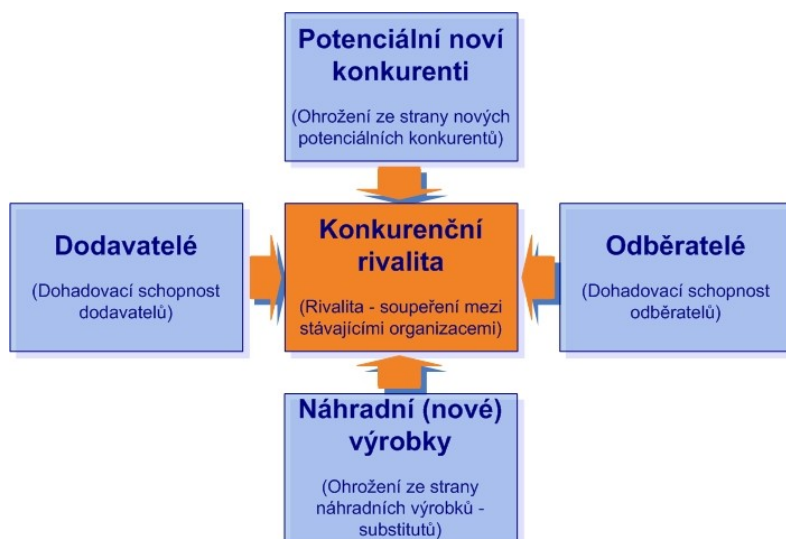 Potenciální noví
konkurenti
(Ohrožení ze strany nových
potenciálních konkurentů)
Dodavatelé
(Dohadovací schopnost
dodavatelů)
Konkurenční
rivalita
(Rivalita - soupeření mezi
stávajícími organizacemi)
Odběratelé
(Dohadovací schopnost
odběratelů)
Náhradní (nové)
výrobky
(Ohrožení ze strany
náhradních výrobků -
substitutů)